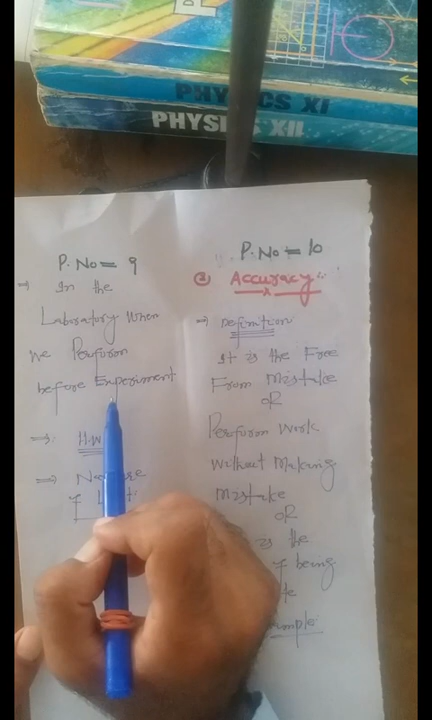 PHYSICS XI
PHYSICS XII
P. No = 9
⇒ In the
Laboratory When
we Perform
before Experiment
⇒ H.W
⇒
P. No = 10
② Accuracy :-
⇒ Definition
It is the Free
From Mistake
OR
Perform Work
Without Making
Mistake
OR
is the
being